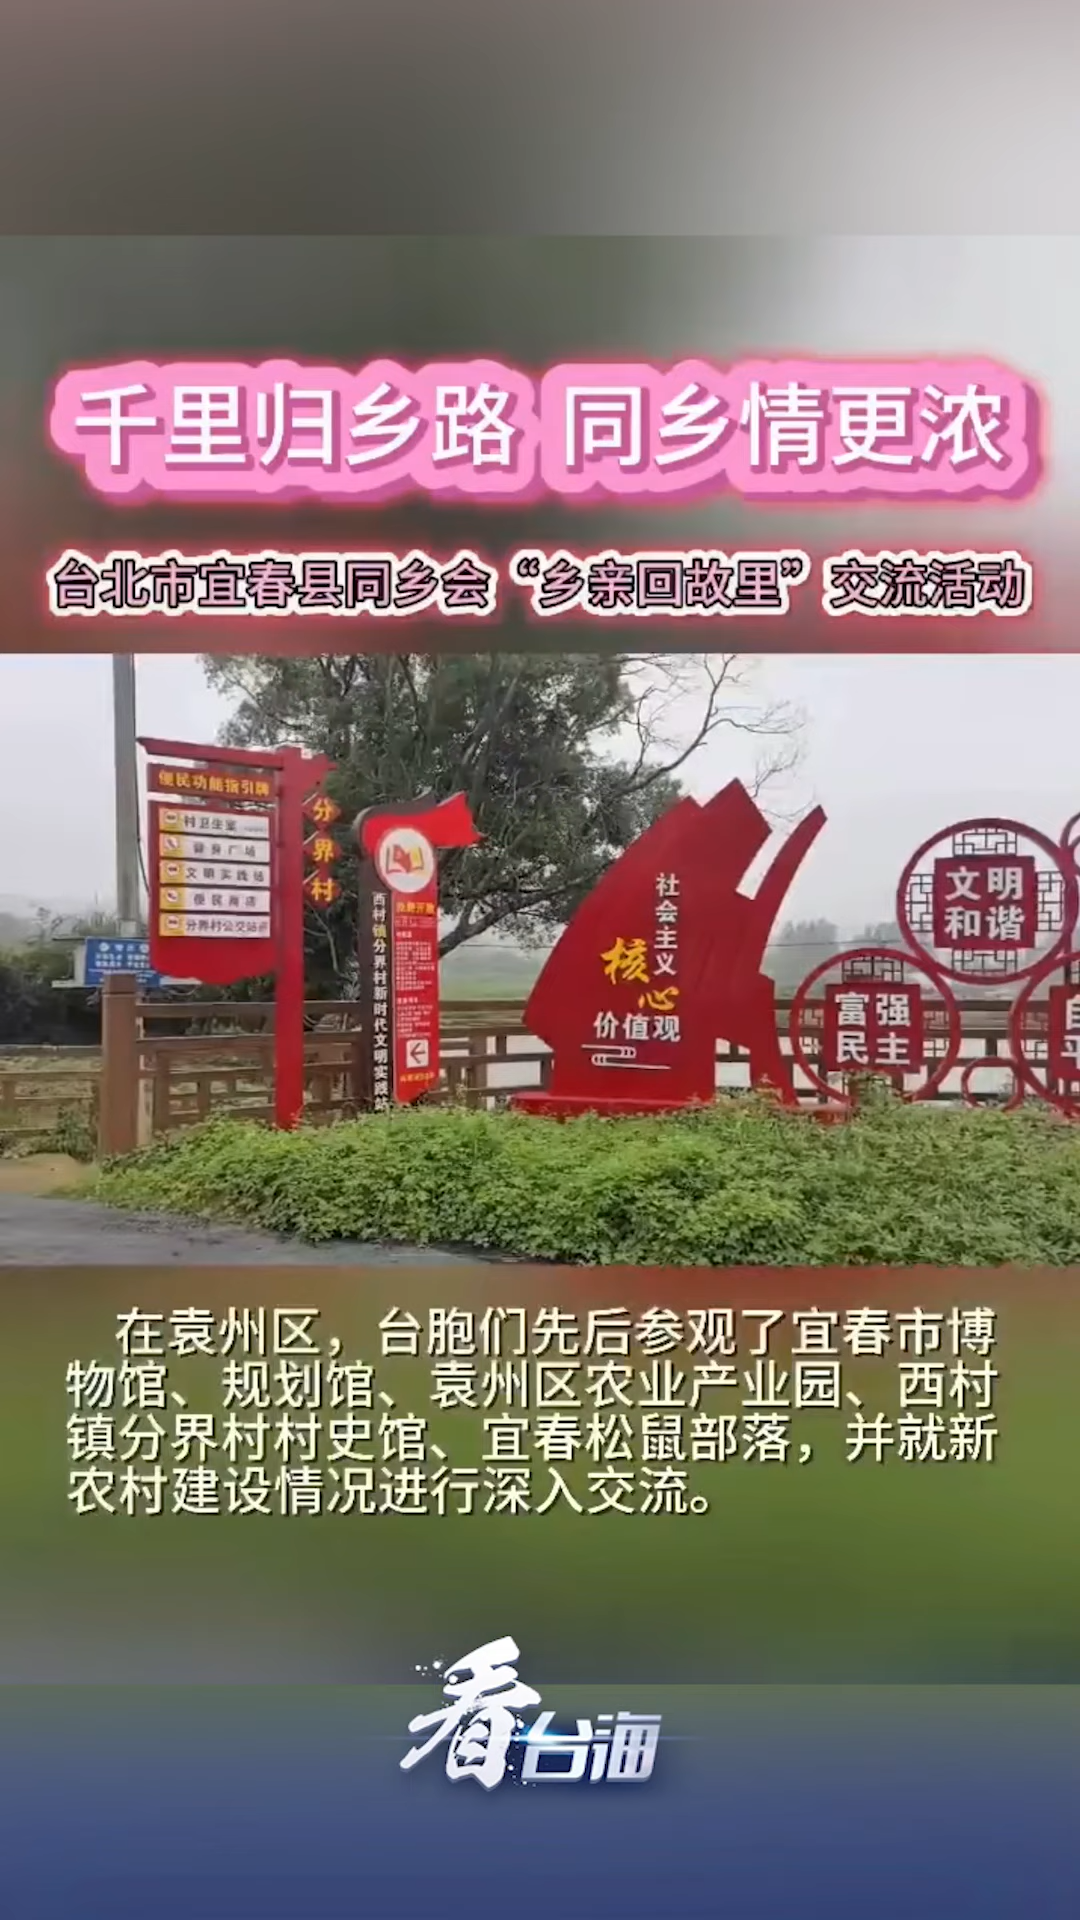 千里归乡路 同乡情更浓
台北市宜春县同乡会“乡亲回故里”交流活动
便民功能指引牌
村卫生室
健身广场
文明实践站
便民商店
分界村公交站
分界村
西村镇分界村新时代文明实践站
社会主义
核心
价值观
文明
和谐
富强
民主
自
平
在袁州区，台胞们先后参观了宜春市博
物馆、规划馆、袁州区农业产业园、西村
镇分界村村史馆、宜春松鼠部落，并就新
农村建设情况进行深入交流。
看台海